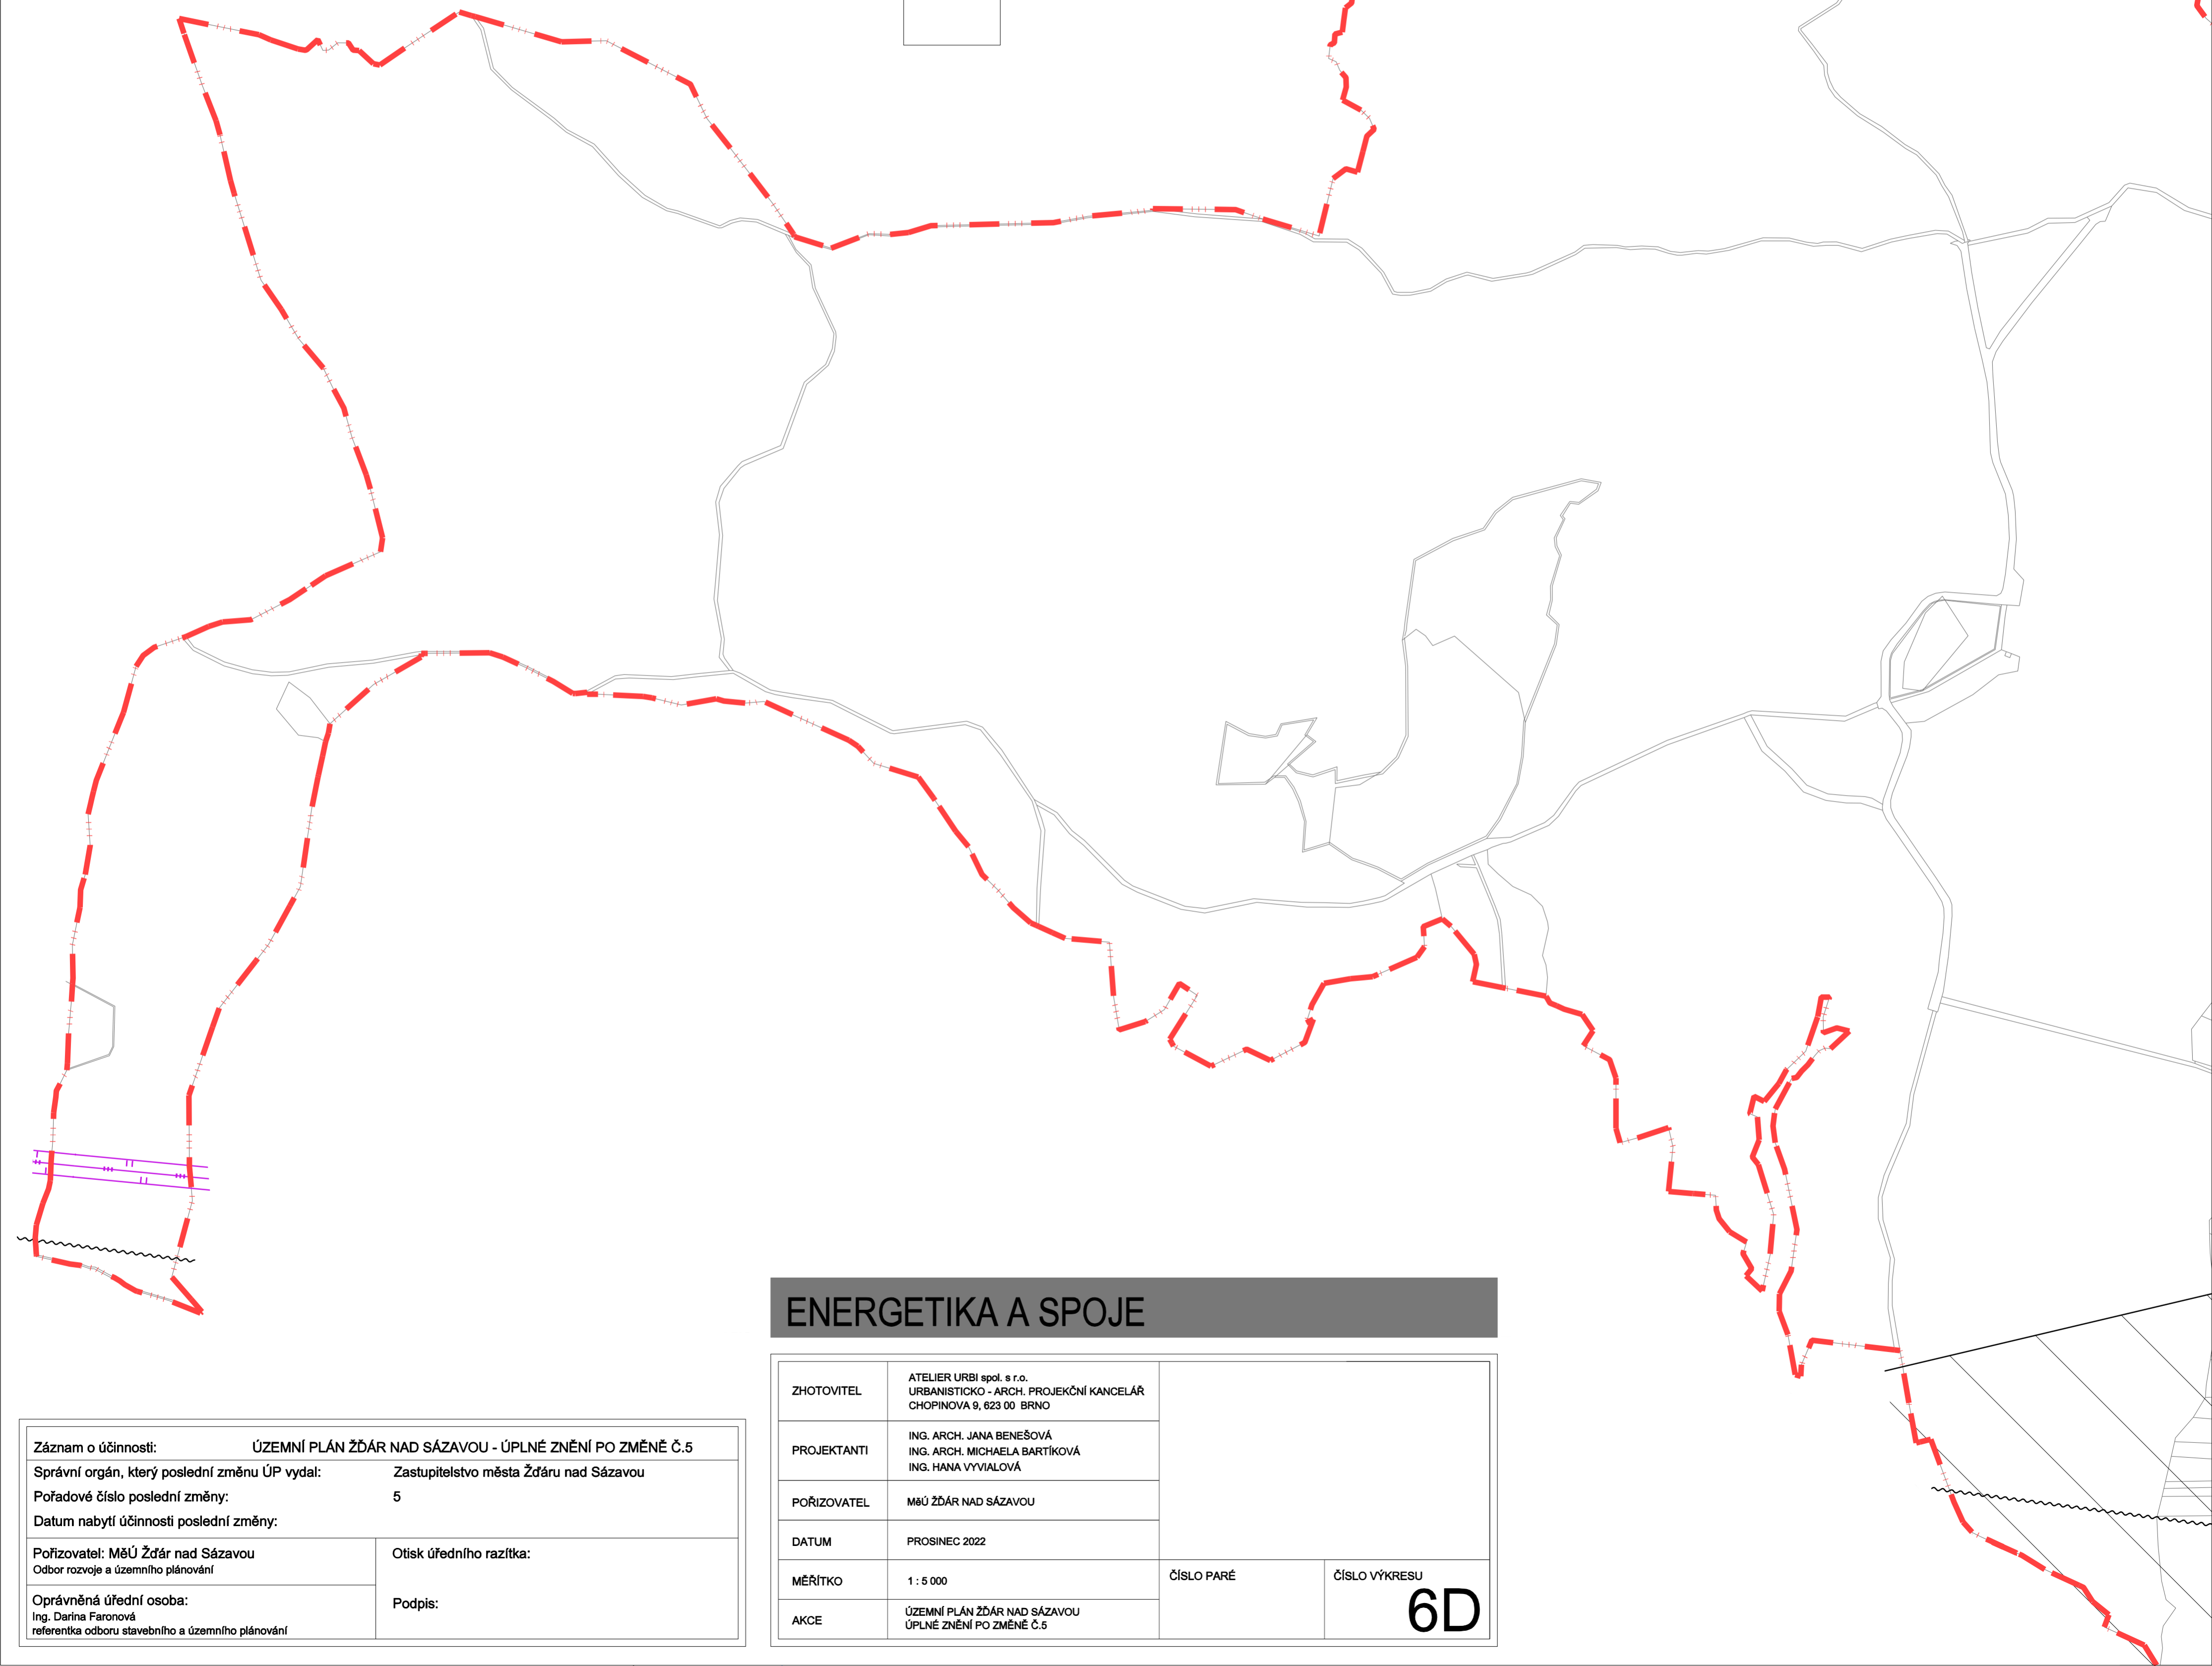 ENERGETIKA A SPOJE
ZHOTOVITEL
ATELIER URBI spol. s r.o.
URBANISTICKO - ARCH. PROJEKČNÍ KANCELÁŘ
CHOPINOVA 9, 623 00 BRNO
PROJEKTANTI
ING. ARCH. JANA BENEŠOVÁ
ING. ARCH. MICHAELA BARTÍKOVÁ
ING. HANA VYVIALOVÁ
POŘIZOVATEL
MěÚ ŽĎÁR NAD SÁZAVOU
DATUM
PROSINEC 2022
MĚŘÍTKO
1 : 5 000
AKCE
ÚZEMNÍ PLÁN ŽĎÁR NAD SÁZAVOU
ÚPLNÉ ZNĚNÍ PO ZMĚNĚ Č.5
ČÍSLO PARÉ
ČÍSLO VÝKRESU
6D
Záznam o účinnosti: ÚZEMNÍ PLÁN ŽĎÁR NAD SÁZAVOU - ÚPLNÉ ZNĚNÍ PO ZMĚNĚ Č.5
Správní orgán, který poslední změnu ÚP vydal: Zastupitelstvo města Žďáru nad Sázavou
Pořadové číslo poslední změny: 5
Datum nabytí účinnosti poslední změny:
Pořizovatel: MěÚ Žďár nad Sázavou
Odbor rozvoje a územního plánování
Oprávněná úřední osoba:
Ing. Darina Faronová
referentka odboru stavebního a územního plánování
Otisk úředního razítka:
Podpis: